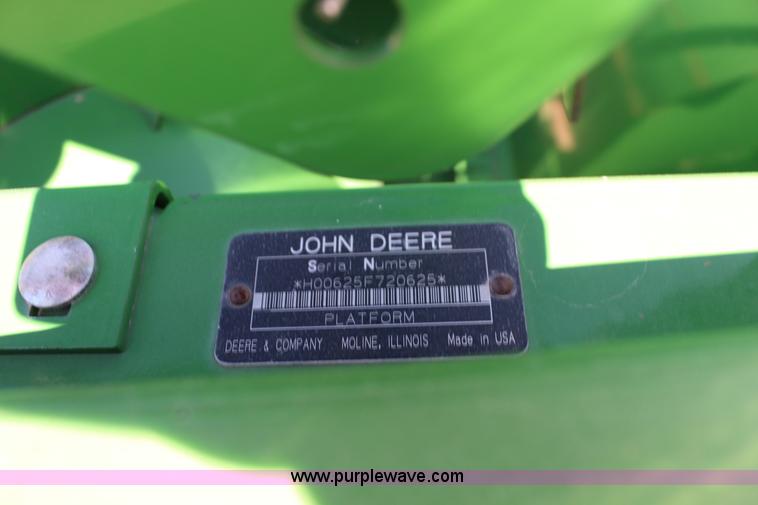 JOHN DEERE
Serial Number
*H00625F720625*
PLATFORM
DEERE & COMPANY MOLINE, ILLINOIS Made in USA
www.purplewave.com